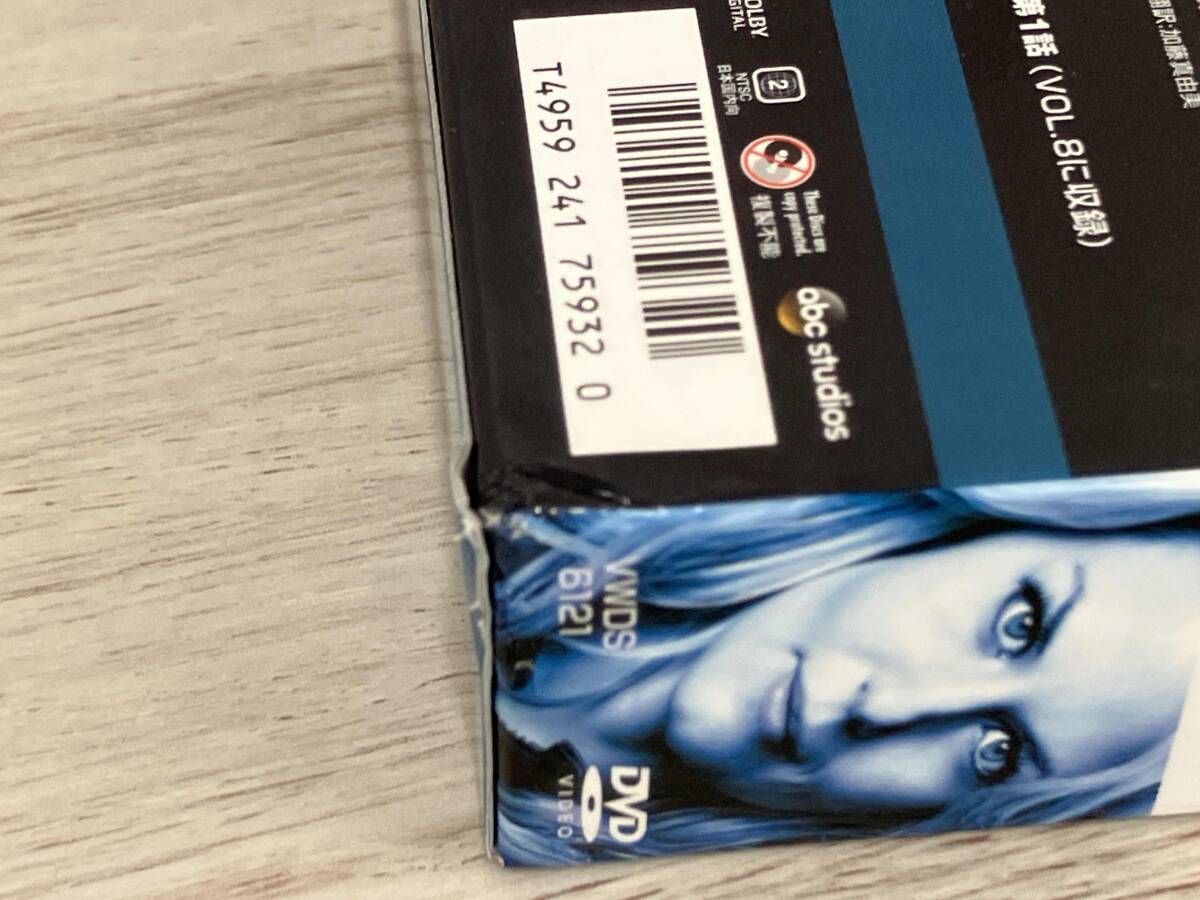 第1話 (VOL.8に収録)
翻訳:加藤真由美
DOLBY
DIGITAL
2
NTSC
日本国内向
These Discs are
copy protected.
複製不能
abc studios
T4959 241 75932 0
VWDS
6121
DVD
VIDEO